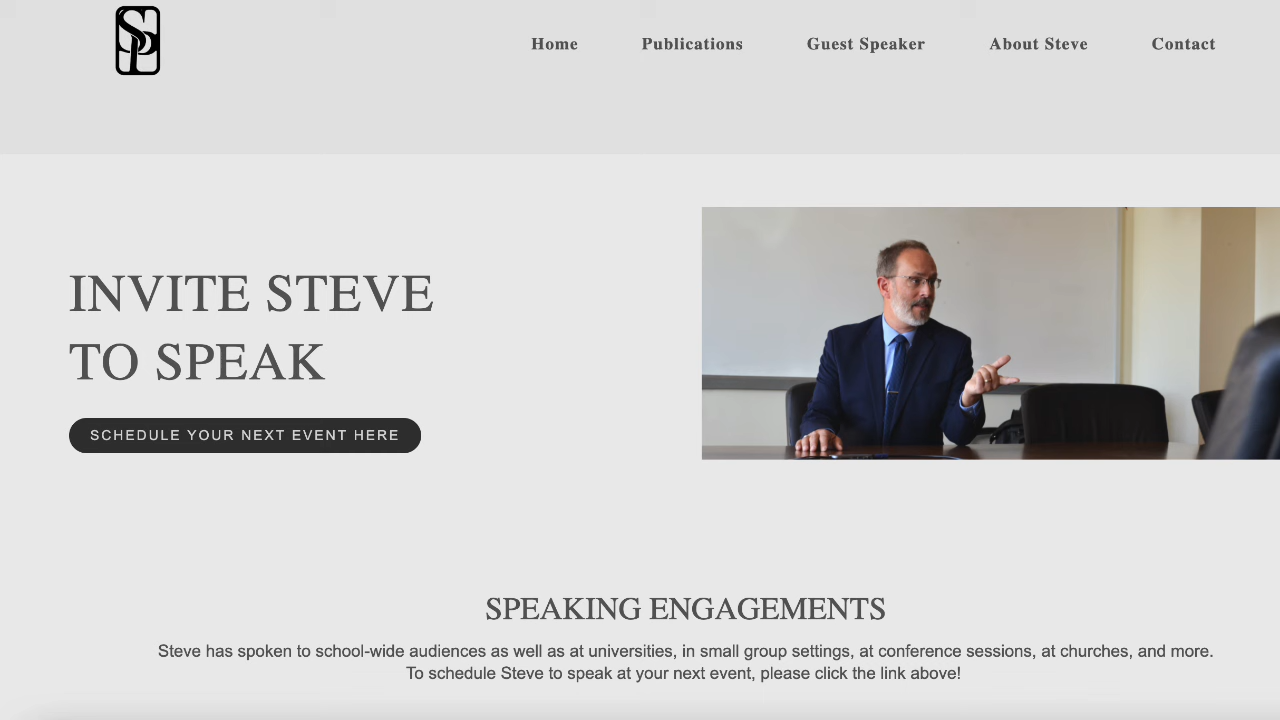 Home Publications Guest Speaker About Steve Contact
INVITE STEVE
TO SPEAK
SCHEDULE YOUR NEXT EVENT HERE
SPEAKING ENGAGEMENTS
Steve has spoken to school-wide audiences as well as at universities, in small group settings, at conference sessions, at churches, and more.
To schedule Steve to speak at your next event, please click the link above!